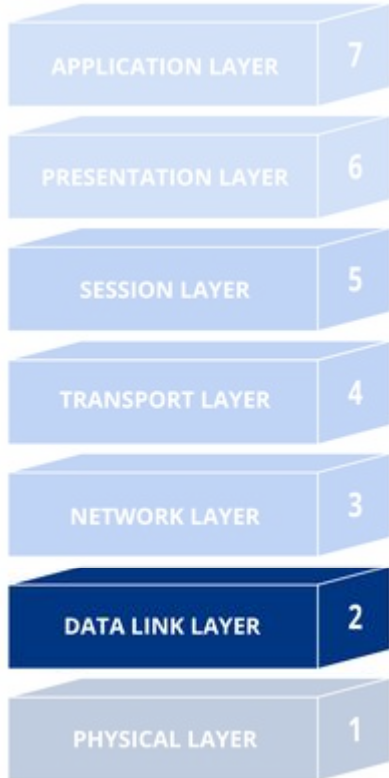 APPLICATION LAYER 7
PRESENTATION LAYER 6
SESSION LAYER 5
TRANSPORT LAYER 4
NETWORK LAYER 3
DATA LINK LAYER 2
PHYSICAL LAYER 1